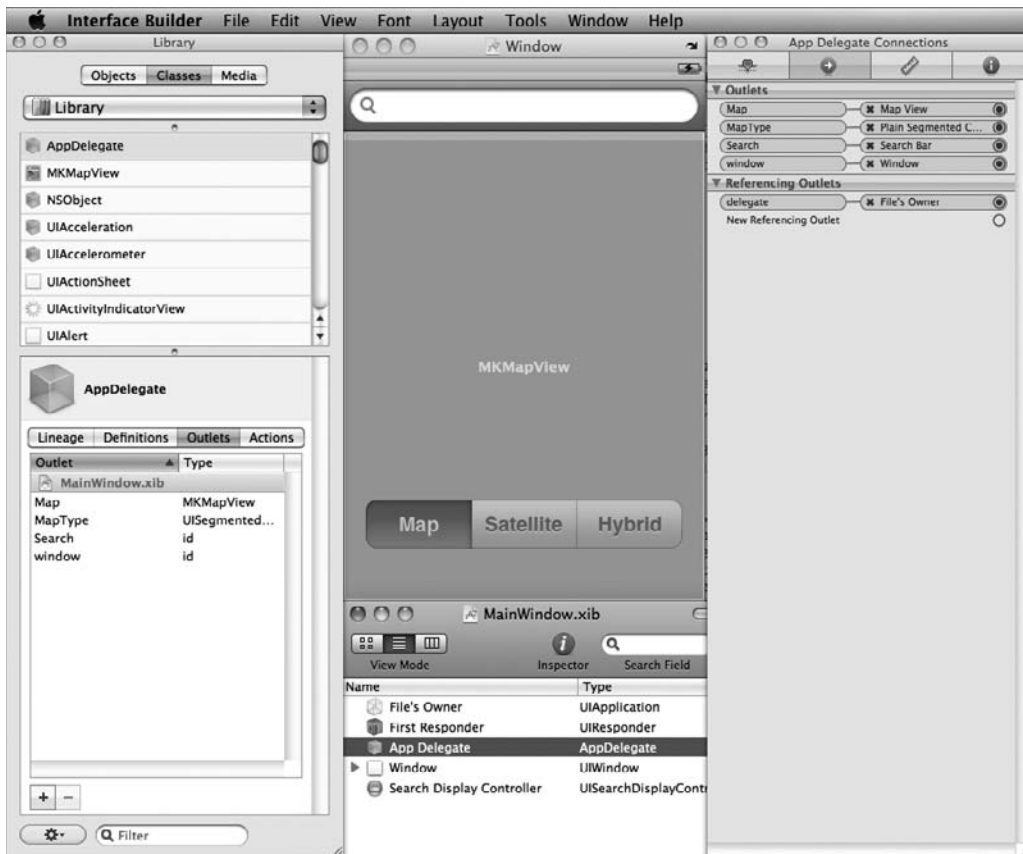 Interface Builder File Edit View Font Layout Tools Window Help
Library
Objects Classes Media
Library
AppDelegate
MKMapView
NSObject
UIAcceleration
UIAccelerometer
UIActionSheet
UIActivityIndicatorView
UIAlert
AppDelegate
Lineage Definitions Outlets Actions
Outlet Type
MainWindow.xib
Map MKMapView
MapType UISegmented...
Search id
window id
Filter
Window
MKMapView
Map Satellite Hybrid
MainWindow.xib
View Mode Inspector Search Field
Name Type
File's Owner UIApplication
First Responder UIResponder
App Delegate AppDelegate
Window UIWindow
Search Display Controller UISearchDisplayContr
App Delegate Connections
Outlets
Map Map View
MapType Plain Segmented C...
Search Search Bar
window Window
Referencing Outlets
delegate File's Owner
New Referencing Outlet